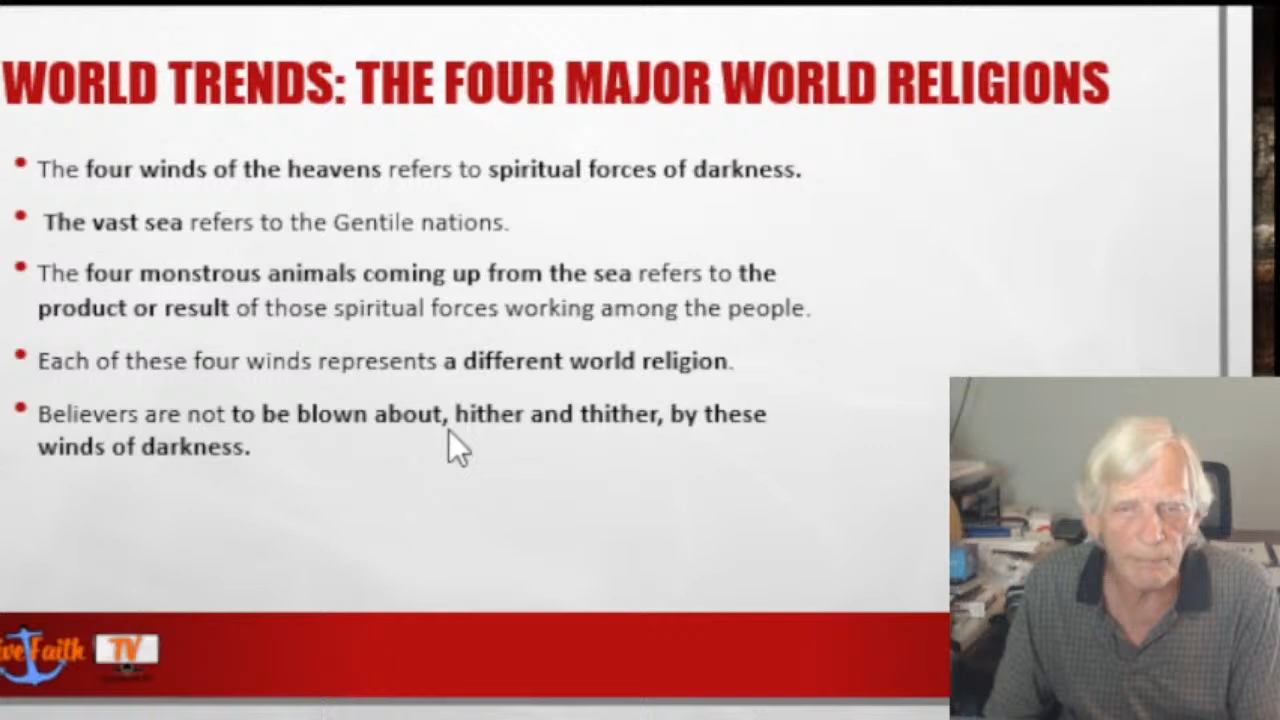 WORLD TRENDS: THE FOUR MAJOR WORLD RELIGIONS
• The four winds of the heavens refers to spiritual forces of darkness.
• The vast sea refers to the Gentile nations.
• The four monstrous animals coming up from the sea refers to the
product or result of those spiritual forces working among the people.
• Each of these four winds represents a different world religion.
• Believers are not to be blown about, hither and thither, by these
winds of darkness.
ive Faith TV